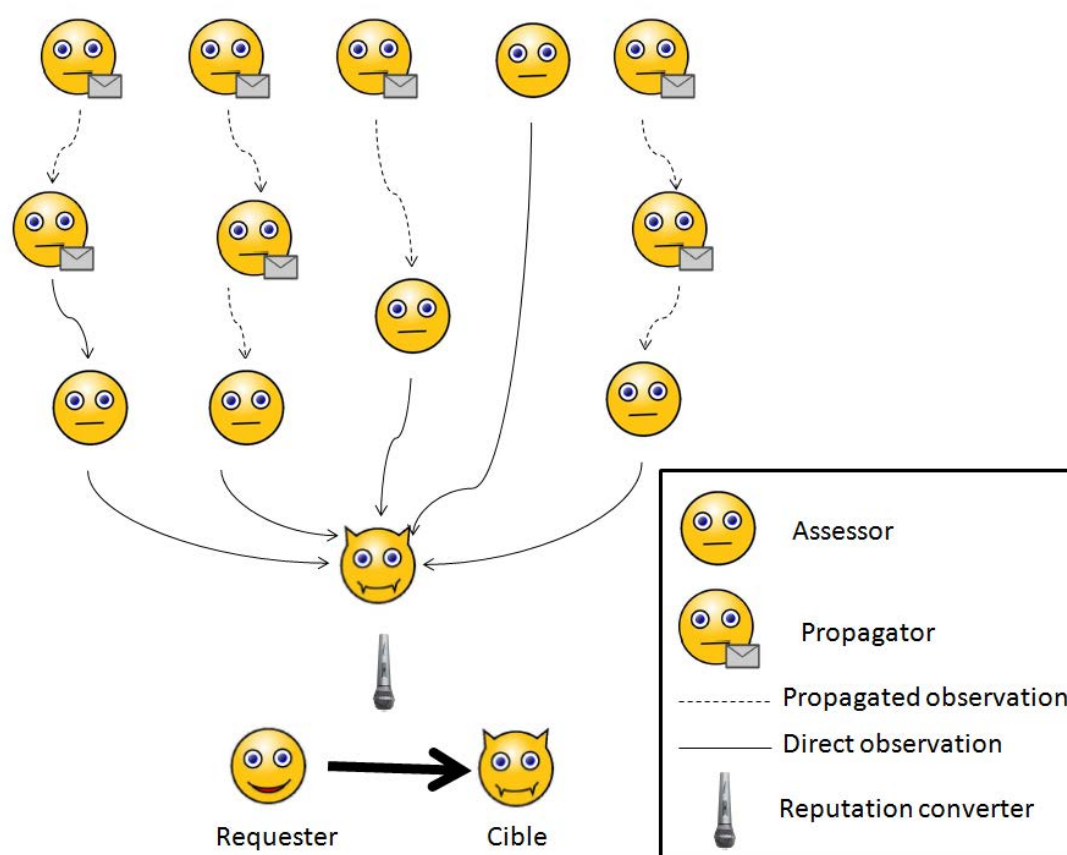 Assessor
Propagator
Propagated observation
Direct observation
Reputation converter
Requester
Cible